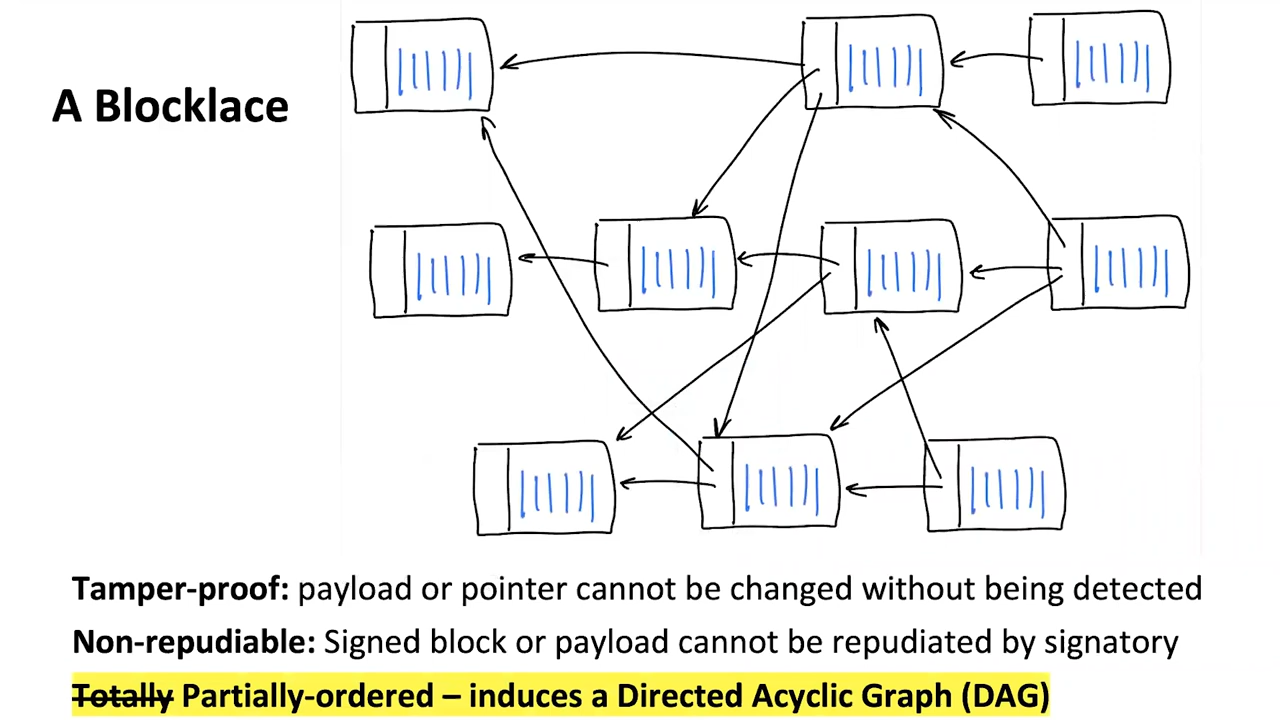 A Blocklace
Tamper-proof: payload or pointer cannot be changed without being detected
Non-repudiable: Signed block or payload cannot be repudiated by signatory
Totally Partially-ordered – induces a Directed Acyclic Graph (DAG)